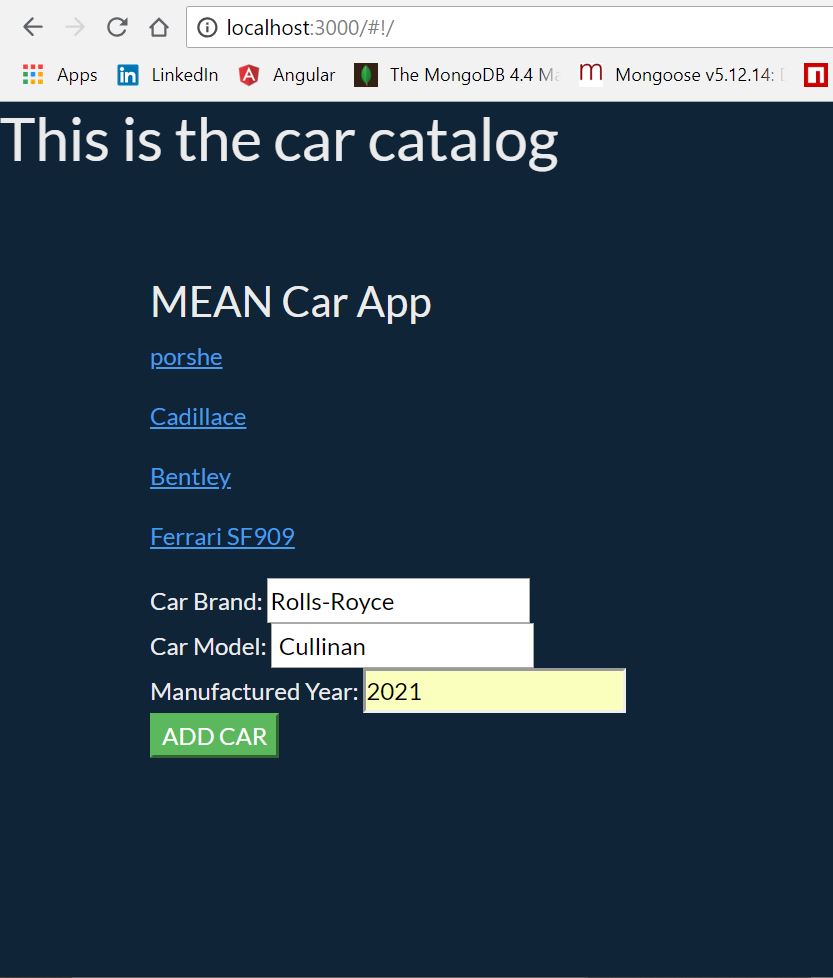 localhost:3000/#!/
Apps LinkedIn Angular The MongoDB 4.4 Ma Mongoose v5.12.14:
This is the car catalog
MEAN Car App
porshe
Cadillace
Bentley
Ferrari SF909
Car Brand: Rolls-Royce
Car Model: Cullinan
Manufactured Year: 2021
ADD CAR